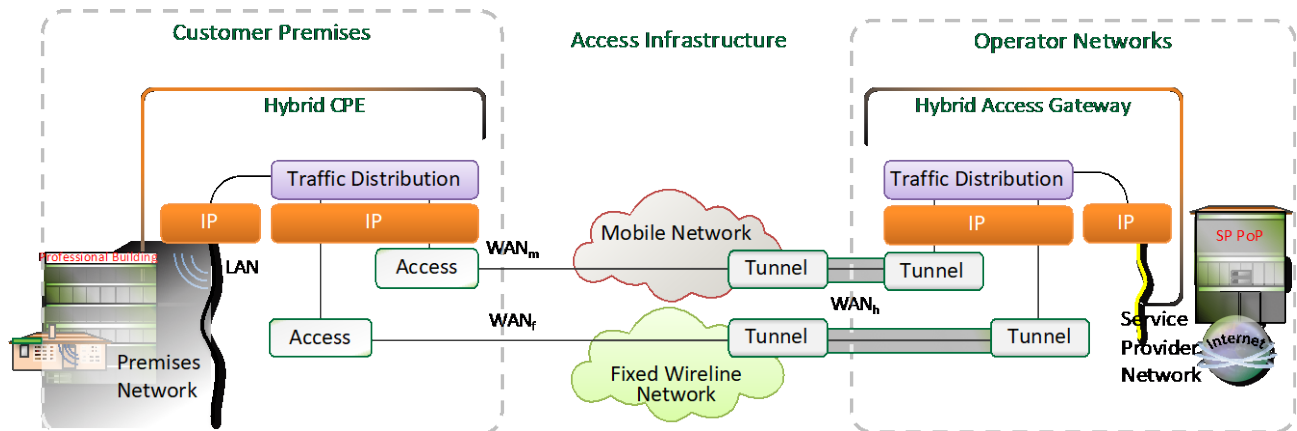 Customer Premises
Access Infrastructure
Operator Networks
Hybrid CPE
Hybrid Access Gateway
Traffic Distribution
Traffic Distribution
IP
IP
IP
IP
Professional Building
LAN
SP PoP
WANm
Mobile Network
Access
Tunnel
Tunnel
WANh
WANf
Access
Tunnel
Tunnel
Service
Provider
Network
Internet
Premises
Network
Fixed Wireline
Network